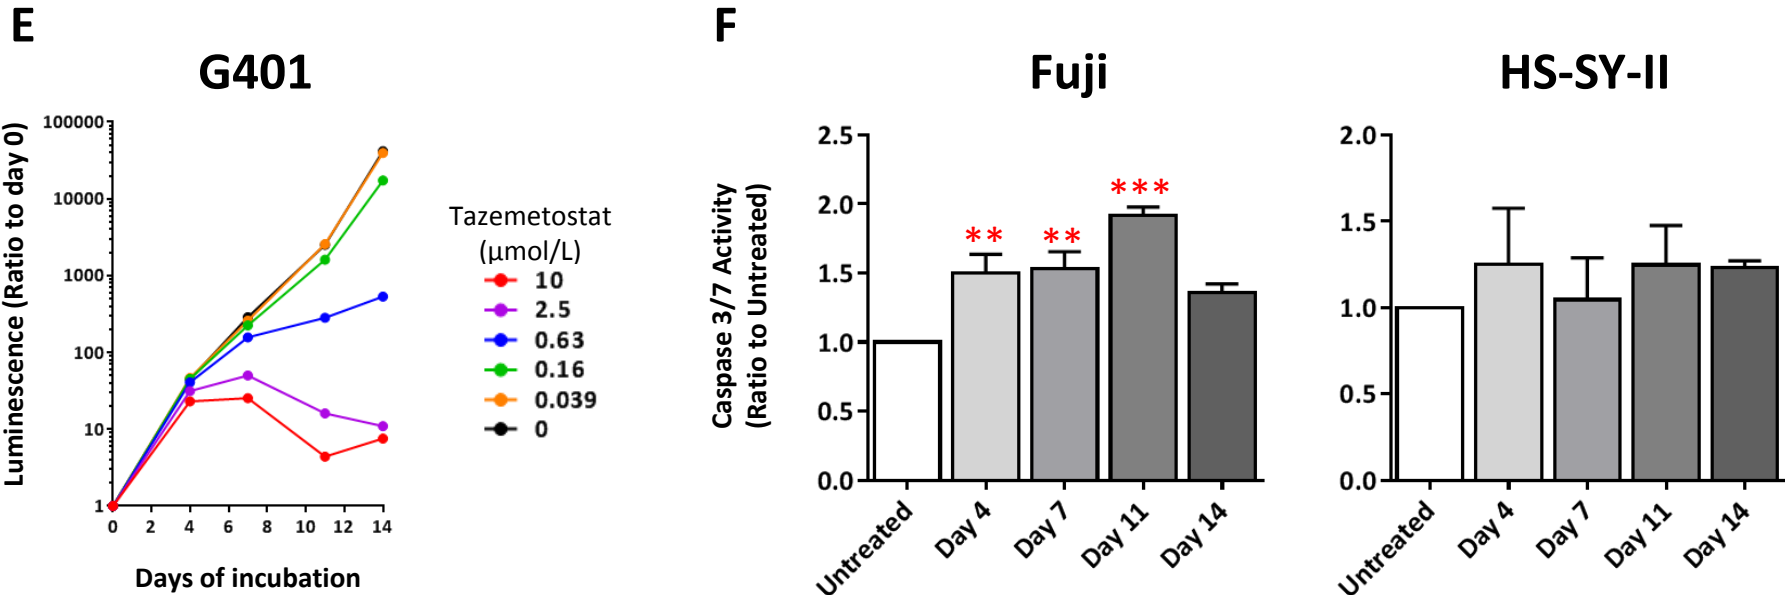 E
G401
Luminescence (Ratio to day 0)
100000
10000
1000
100
10
1
0 2 4 6 8 10 12 14
Days of incubation
Tazemetostat
(μmol/L)
10
2.5
0.63
0.16
0.039
0
F
Fuji
Caspase 3/7 Activity
(Ratio to Untreated)
2.5
2.0
1.5
1.0
0.5
0.0
** ** ***
Untreated Day 4 Day 7 Day 11 Day 14
HS-SY-II
2.0
1.5
1.0
0.5
0.0
Untreated Day 4 Day 7 Day 11 Day 14